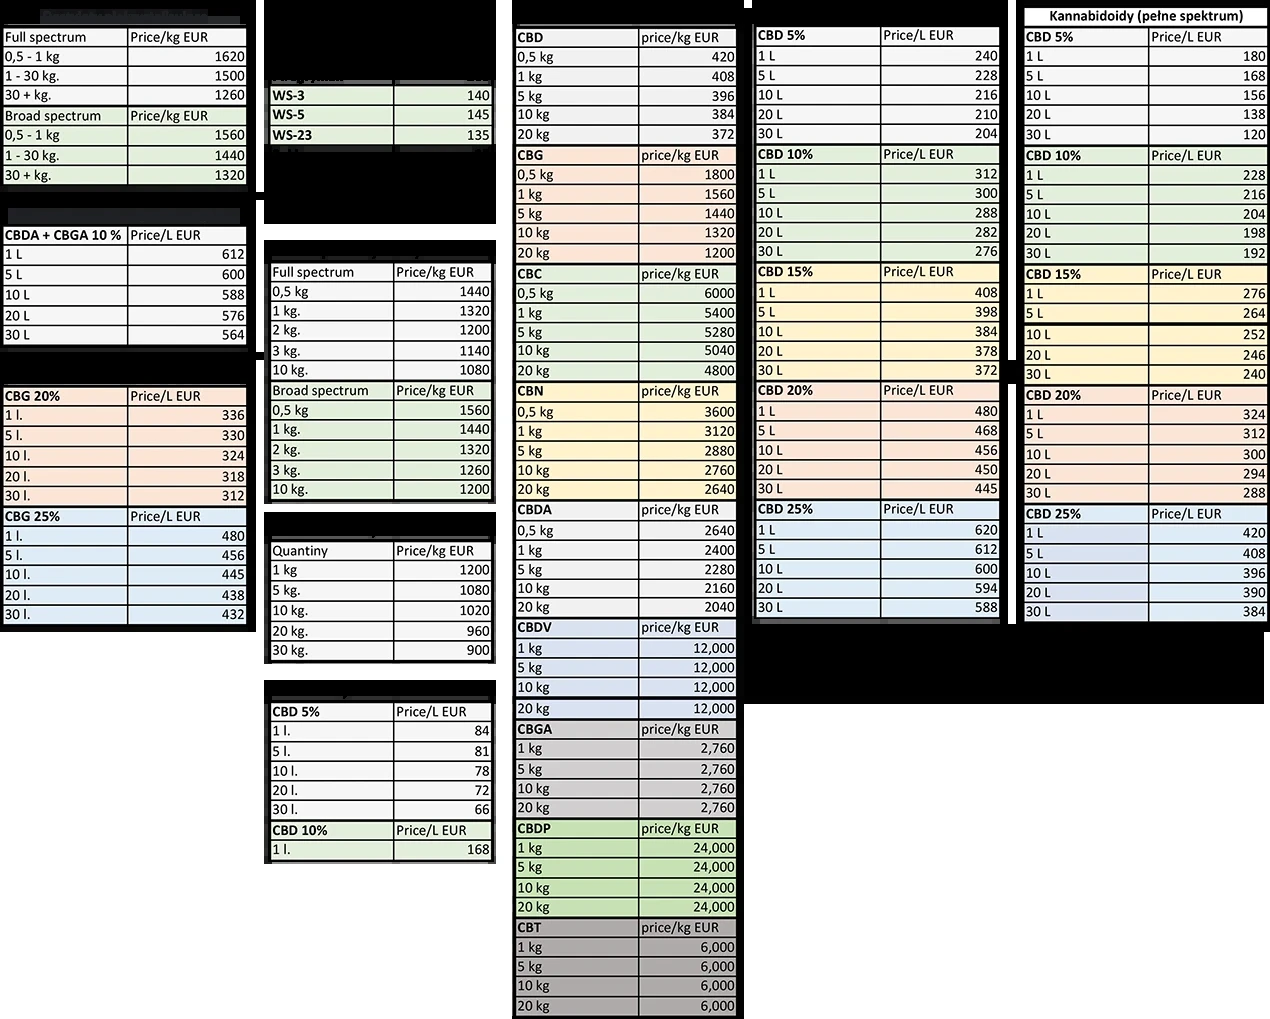 Full spectrum Price/kg EUR
0,5 - 1 kg 1620
1 - 30 kg. 1500
30 + kg. 1260
Broad spectrum Price/kg EUR
0,5 - 1 kg 1560
1 - 30 kg. 1440
30 + kg. 1320
CBDA + CBGA 10 % Price/L EUR
1 L 612
5 L 600
10 L 588
20 L 576
30 L 564
CBG 20% Price/L EUR
1 l. 336
5 l. 330
10 l. 324
20 l. 318
30 l. 312
CBG 25% Price/L EUR
1 l. 480
5 l. 456
10 l. 445
20 l. 438
30 l. 432
WS-3 140
WS-5 145
WS-23 135
Full spectrum Price/kg EUR
0,5 kg 1440
1 kg. 1320
2 kg. 1200
3 kg. 1140
10 kg. 1080
Broad spectrum Price/kg EUR
0,5 kg 1560
1 kg. 1440
2 kg. 1320
3 kg. 1260
10 kg. 1200
Quantiny Price/kg EUR
1 kg 1200
5 kg. 1080
10 kg. 1020
20 kg. 960
30 kg. 900
CBD 5% Price/L EUR
1 l. 84
5 l. 81
10 l. 78
20 l. 72
30 l. 66
CBD 10% Price/L EUR
1 l. 168
CBD price/kg EUR
0,5 kg 420
1 kg 408
5 kg 396
10 kg 384
20 kg 372
CBG price/kg EUR
0,5 kg 1800
1 kg 1560
5 kg 1440
10 kg 1320
20 kg 1200
CBC price/kg EUR
0,5 kg 6000
1 kg 5400
5 kg 5280
10 kg 5040
20 kg 4800
CBN price/kg EUR
0,5 kg 3600
1 kg 3120
5 kg 2880
10 kg 2760
20 kg 2640
CBDA price/kg EUR
0,5 kg 2640
1 kg 2400
5 kg 2280
10 kg 2160
20 kg 2040
CBDV price/kg EUR
1 kg 12,000
5 kg 12,000
10 kg 12,000
20 kg 12,000
CBGA price/kg EUR
1 kg 2,760
5 kg 2,760
10 kg 2,760
20 kg 2,760
CBDP price/kg EUR
1 kg 24,000
5 kg 24,000
10 kg 24,000
20 kg 24,000
CBT price/kg EUR
1 kg 6,000
5 kg 6,000
10 kg 6,000
20 kg 6,000
CBD 5% Price/L EUR
1 L 240
5 L 228
10 L 216
20 L 210
30 L 204
CBD 10% Price/L EUR
1 L 312
5 L 300
10 L 288
20 L 282
30 L 276
CBD 15% Price/L EUR
1 L 408
5 L 398
10 L 384
20 L 378
30 L 372
CBD 20% Price/L EUR
1 L 480
5 L 468
10 L 456
20 L 450
30 L 445
CBD 25% Price/L EUR
1 L 620
5 L 612
10 L 600
20 L 594
30 L 588
Kannabidoidy (pełne spektrum)
CBD 5% Price/L EUR
1 L 180
5 L 168
10 L 156
20 L 138
30 L 120
CBD 10% Price/L EUR
1 L 228
5 L 216
10 L 204
20 L 198
30 L 192
CBD 15% Price/L EUR
1 L 276
5 L 264
10 L 252
20 L 246
30 L 240
CBD 20% Price/L EUR
1 L 324
5 L 312
10 L 300
20 L 294
30 L 288
CBD 25% Price/L EUR
1 L 420
5 L 408
10 L 396
20 L 390
30 L 384